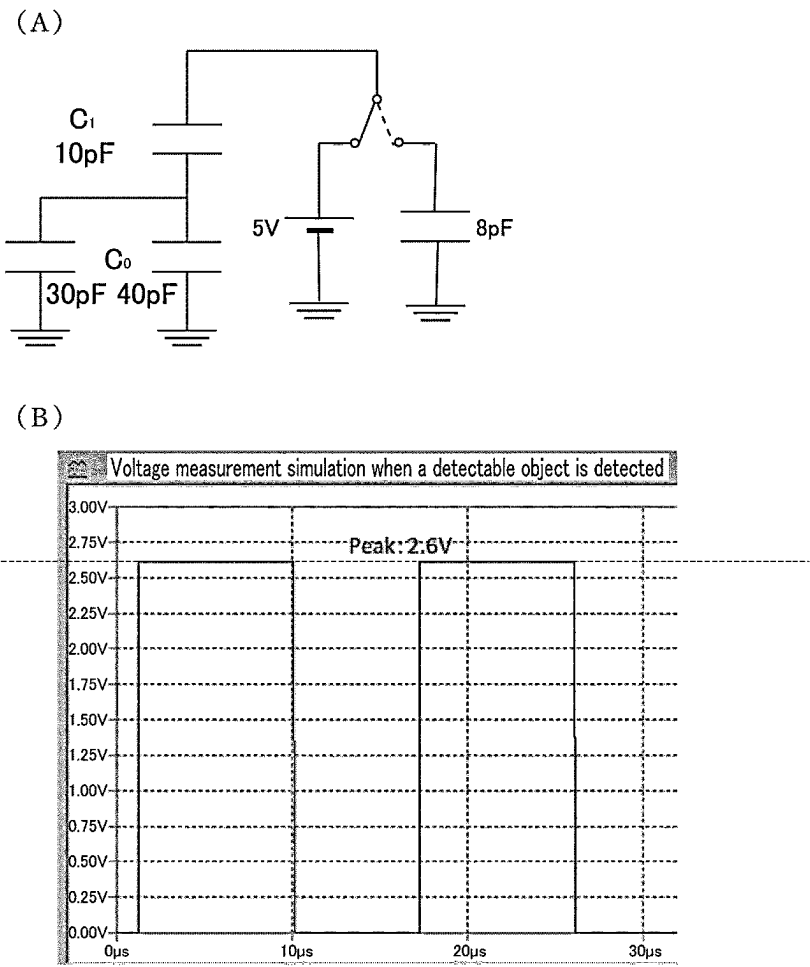 (A)
C₁
10pF
5V
8pF
C₀
30pF 40pF
(B)
Voltage measurement simulation when a detectable object is detected
3.00V
2.75V
Peak:2.6V
2.50V
2.25V
2.00V
1.75V
1.50V
1.25V
1.00V
0.75V
0.50V
0.25V
0.00V
0µs 10µs 20µs 30µs